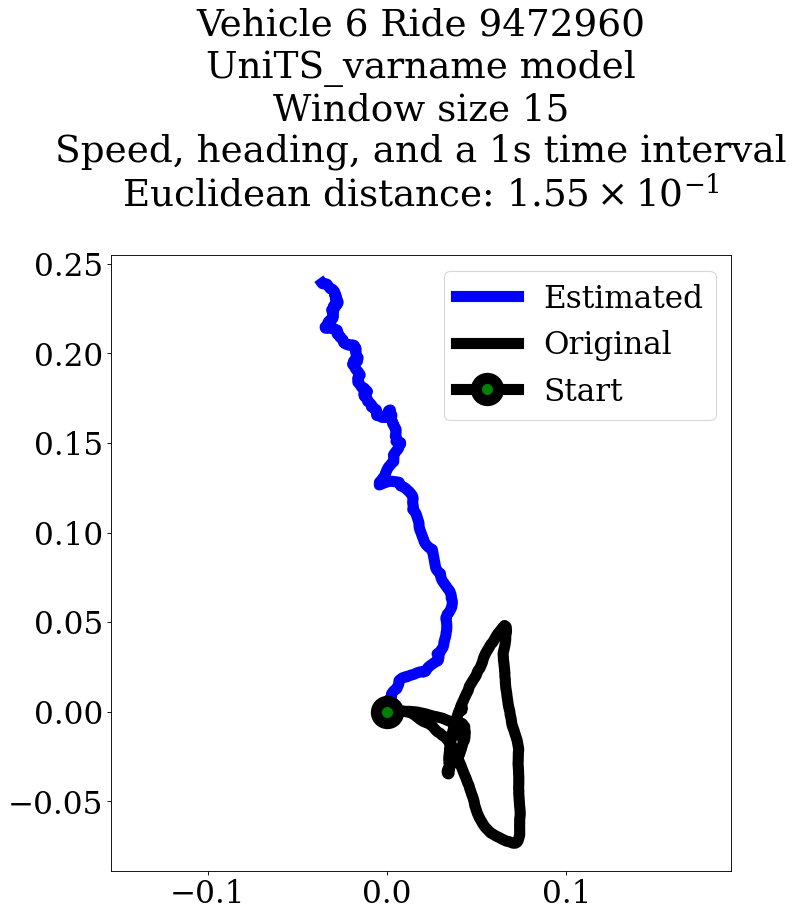 Vehicle 6 Ride 9472960
UniTS_varname model
Window size 15
Speed, heading, and a 1s time interval
Euclidean distance: 1.55 × 10⁻¹
0.25
0.20
0.15
0.10
0.05
0.00
−0.05
Estimated
Original
Start
−0.1
0.0
0.1